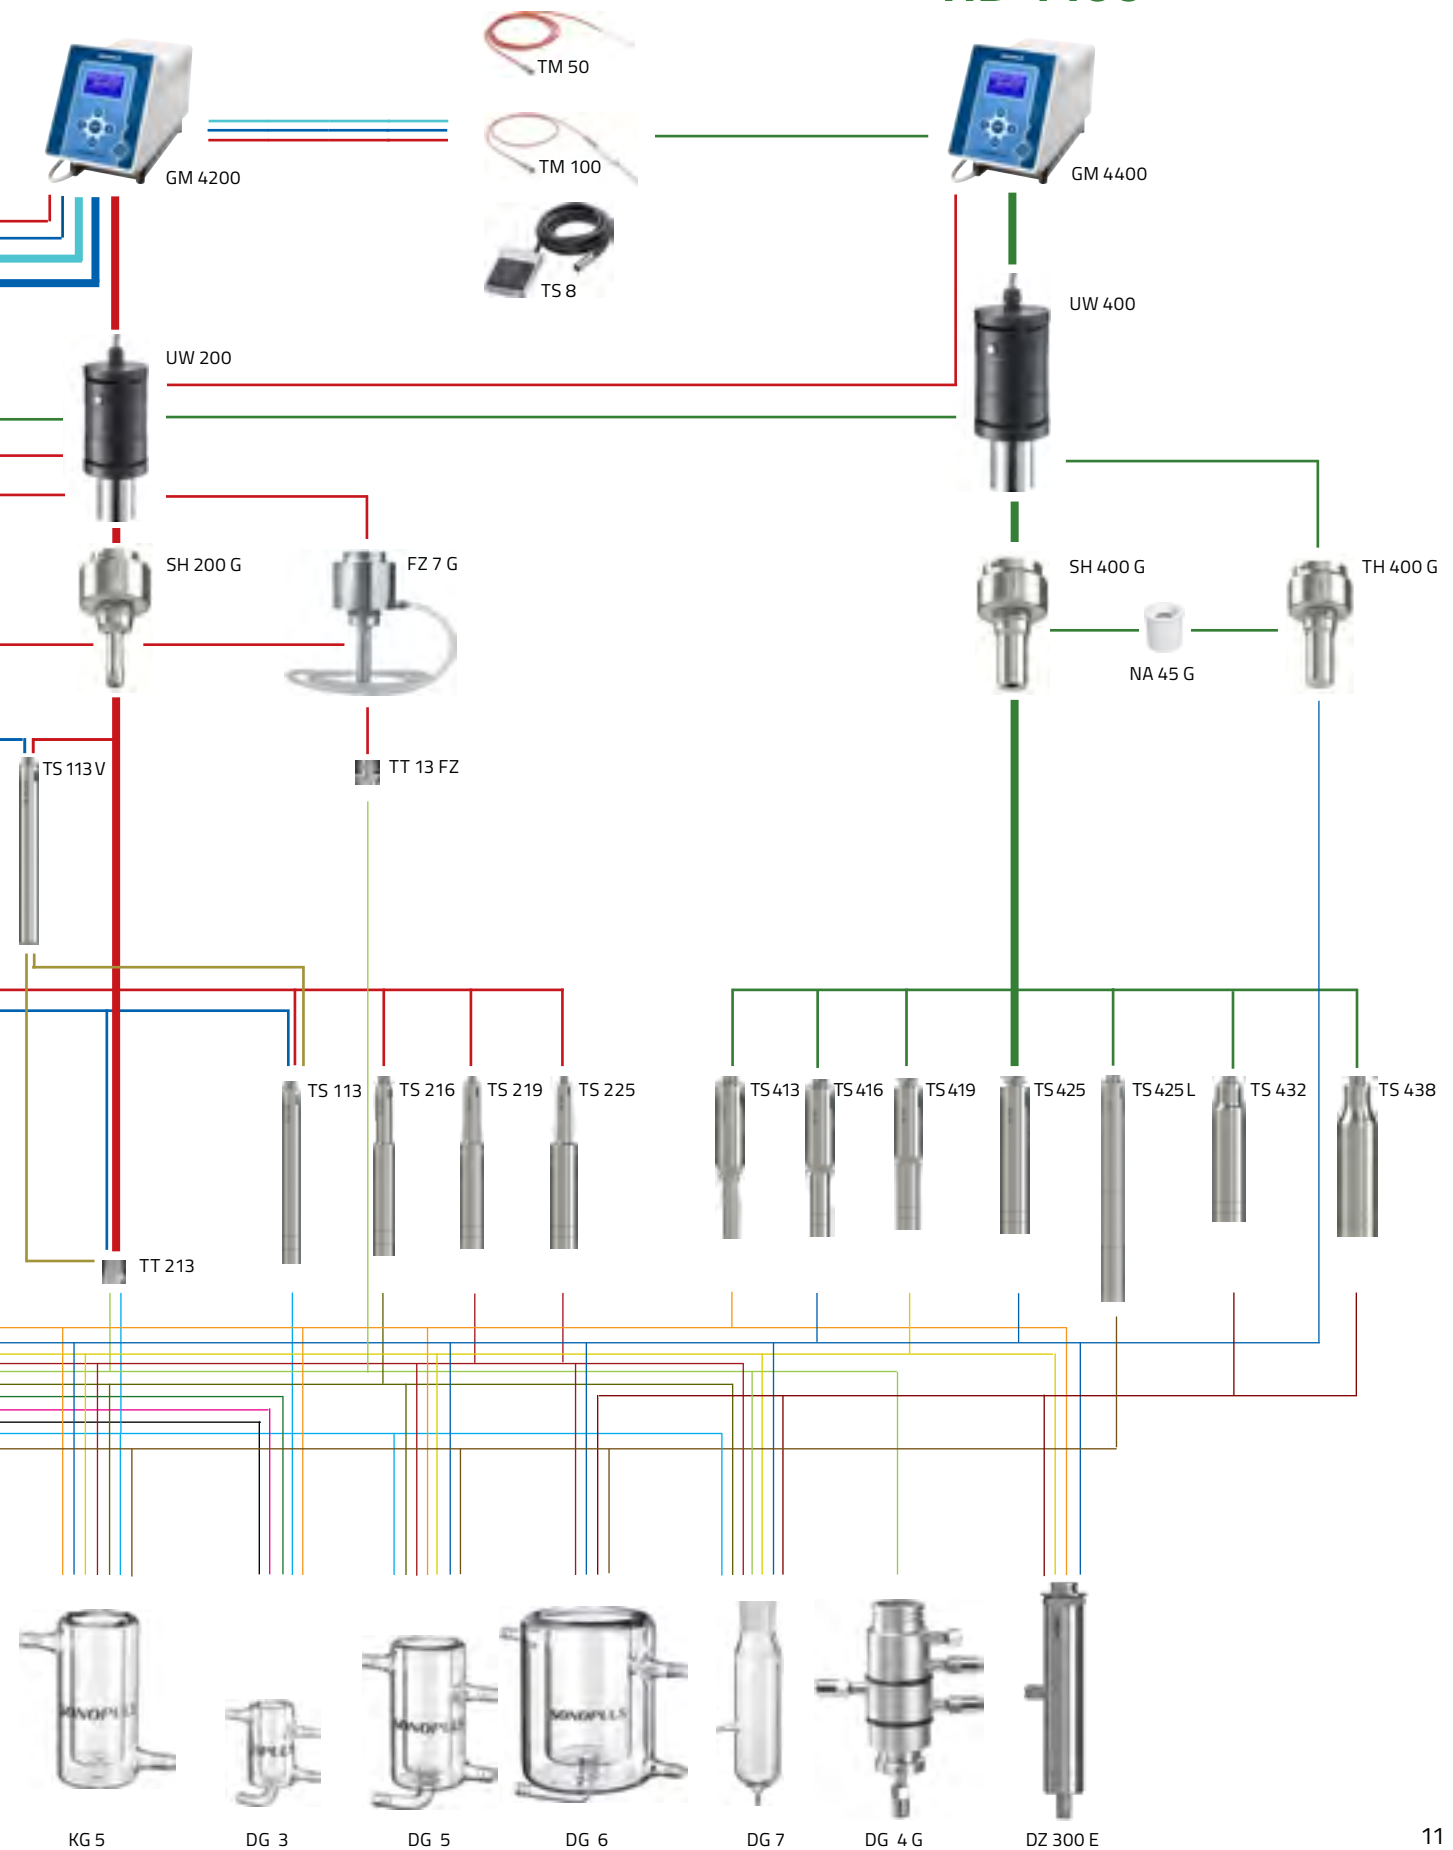 TM 50
TM 100
GM 4200
GM 4400
TS 8
UW 400
UW 200
SH 200 G
FZ 7 G
SH 400 G
TH 400 G
NA 45 G
TS 113 V
TT 13 FZ
TS 113
TS 216
TS 219
TS 225
TS 413
TS 416
TS 419
TS 425
TS 425 L
TS 432
TS 438
TT 213
SONOPULS
SONOPULS
SONOPULS
KG 5
DG 3
DG 5
DG 6
DG 7
DG 4 G
DZ 300 E
11